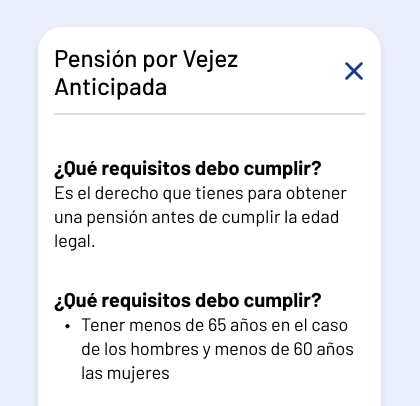 Pensión por Vejez
Anticipada
¿Qué requisitos debo cumplir?
Es el derecho que tienes para obtener
una pensión antes de cumplir la edad
legal.
¿Qué requisitos debo cumplir?
• Tener menos de 65 años en el caso
de los hombres y menos de 60 años
las mujeres